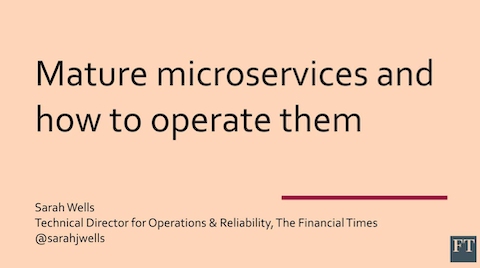 Mature microservices and
how to operate them
Sarah Wells
Technical Director for Operations & Reliability, The Financial Times
@sarahjwells
FT